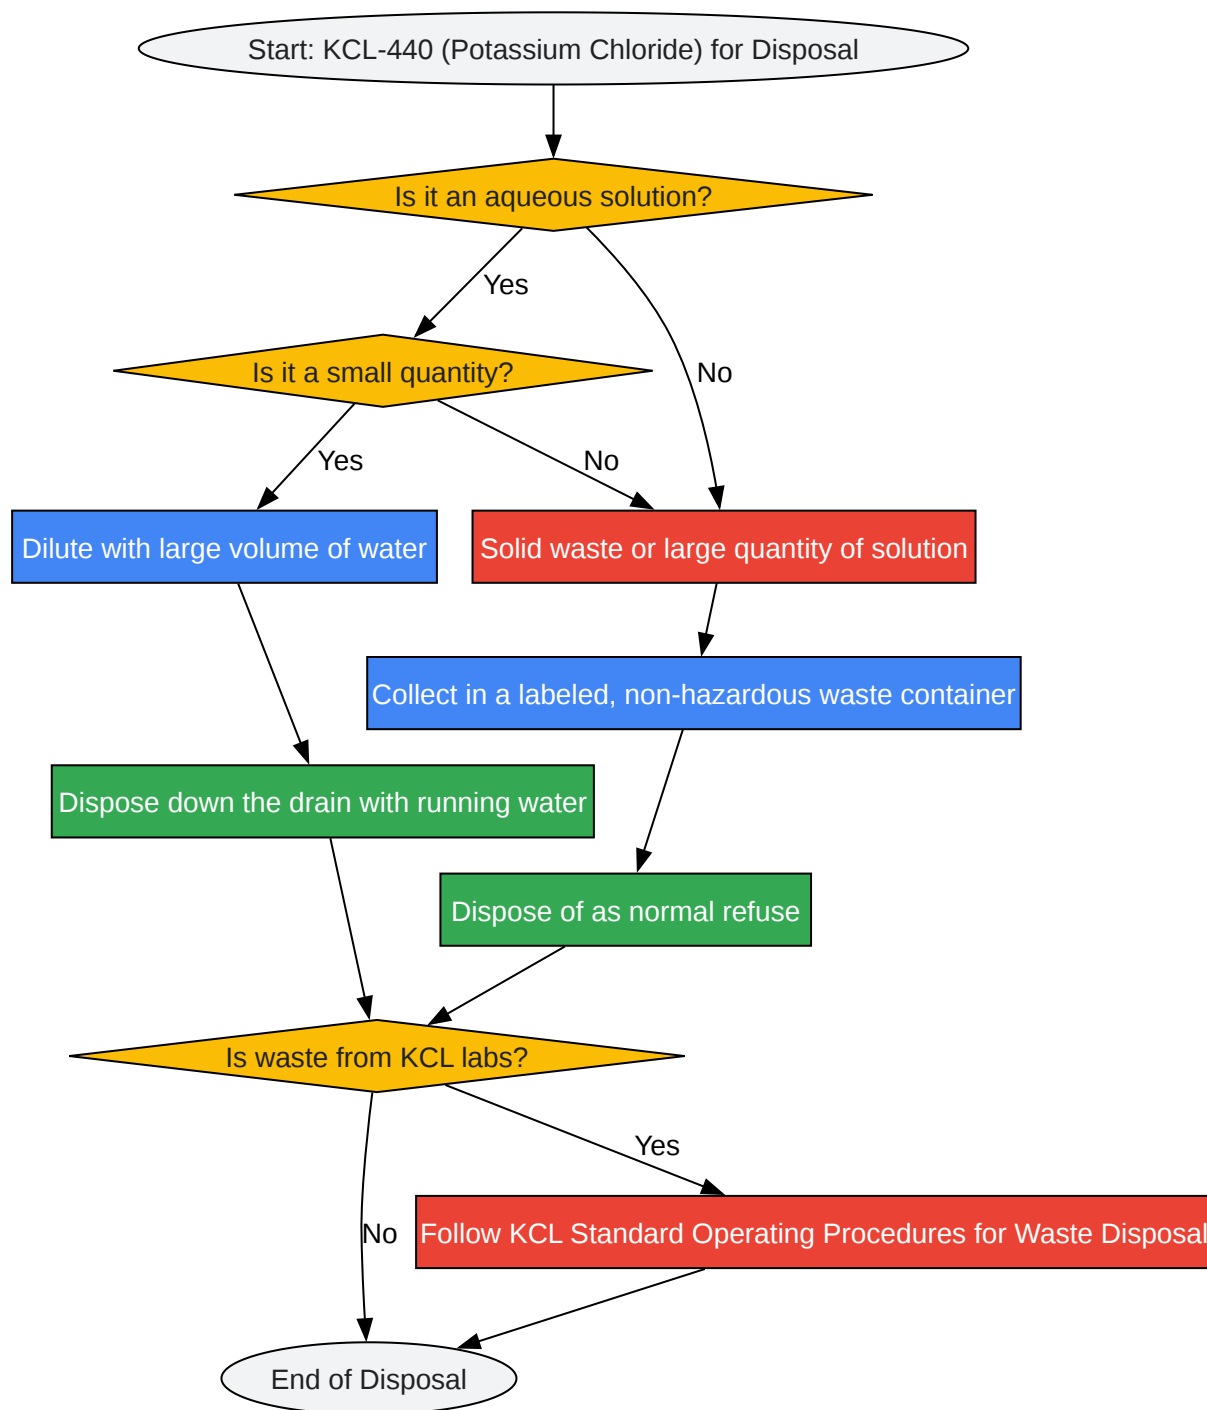 Start: KCL-440 (Potassium Chloride) for Disposal
Is it an aqueous solution?
Yes
Is it a small quantity?
No
Yes
No
Dilute with large volume of water
Solid waste or large quantity of solution
Collect in a labeled, non-hazardous waste container
Dispose down the drain with running water
Dispose of as normal refuse
Is waste from KCL labs?
Yes
No
Follow KCL Standard Operating Procedures for Waste Disposal
End of Disposal